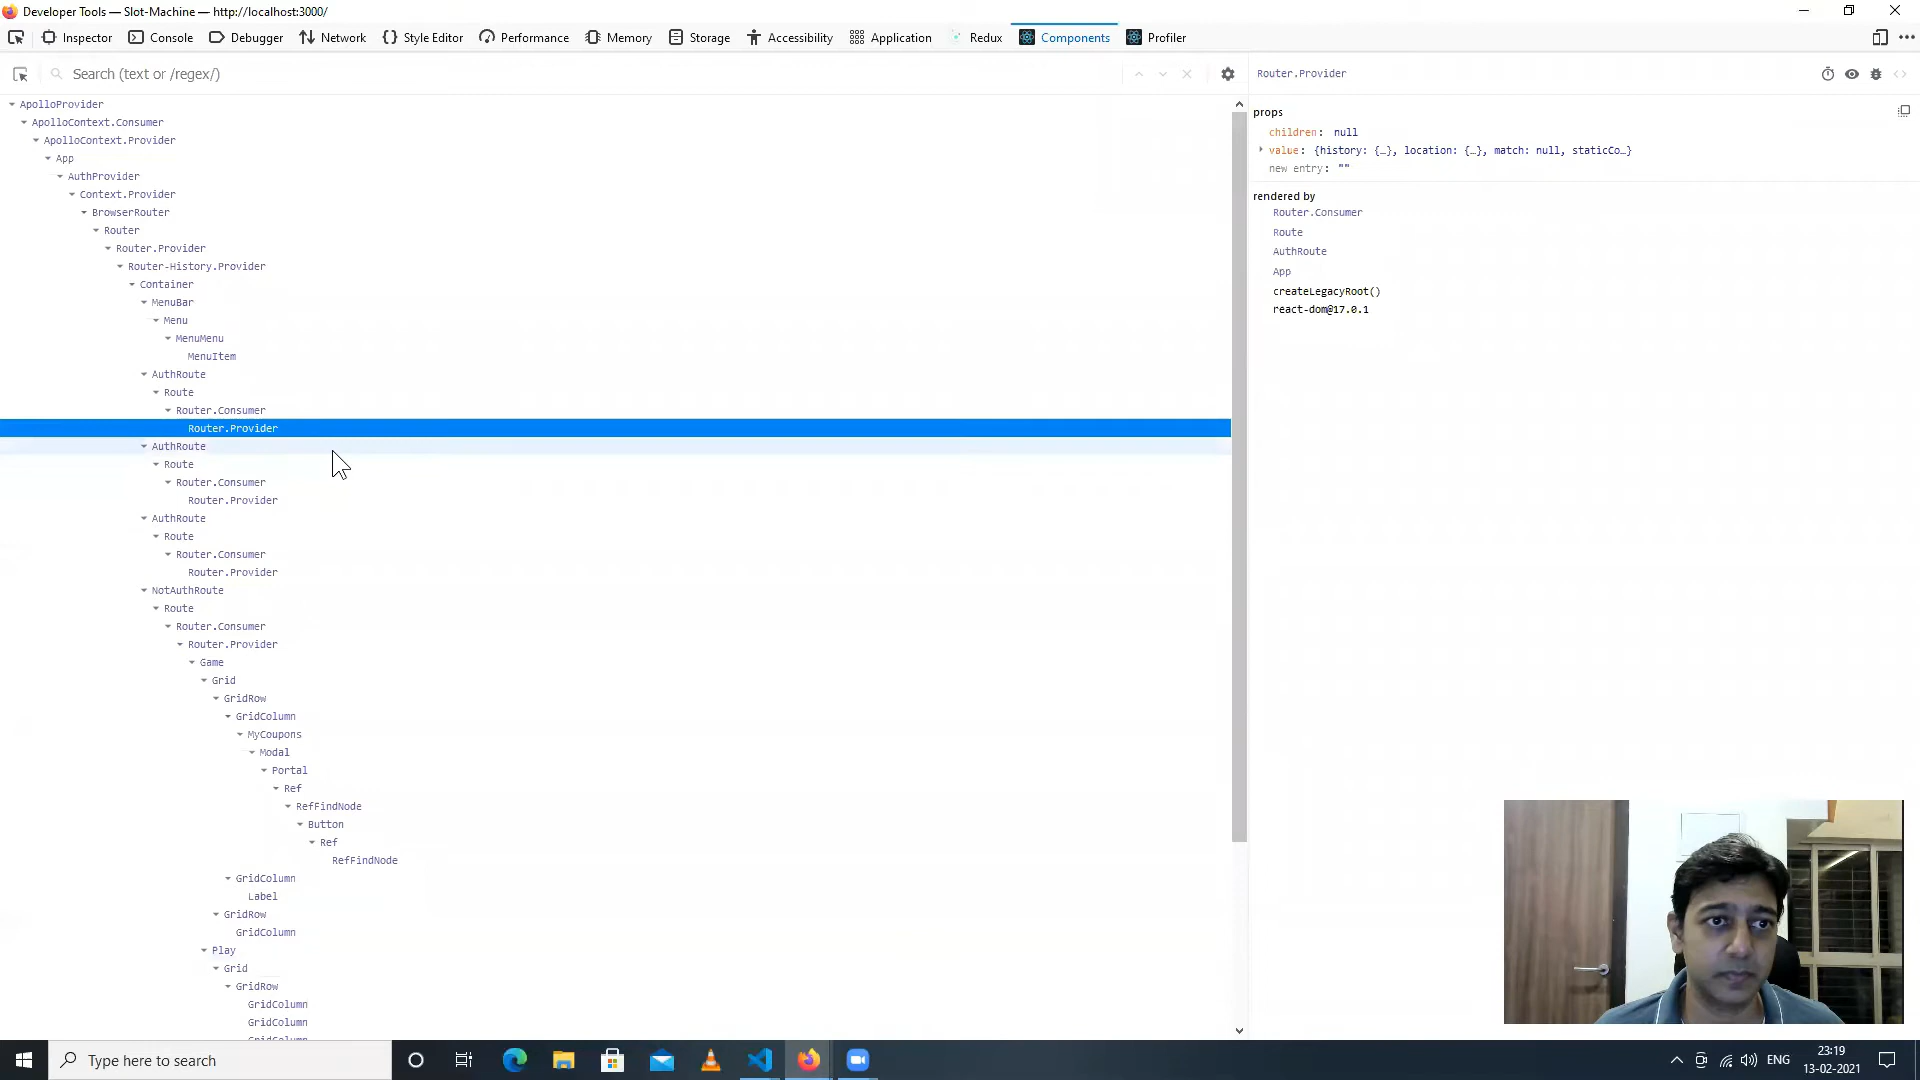 Developer Tools — Slot-Machine — http://localhost:3000/
Inspector Console Debugger Network Style Editor Performance Memory Storage Accessibility Application Redux Components Profiler
Search (text or /regex/)
ApolloProvider
ApolloContext.Consumer
ApolloContext.Provider
App
AuthProvider
Context.Provider
BrowserRouter
Router
Router.Provider
Router-History.Provider
Container
MenuBar
Menu
MenuMenu
MenuItem
AuthRoute
Route
Router.Consumer
Router.Provider
AuthRoute
Route
Router.Consumer
Router.Provider
AuthRoute
Route
Router.Consumer
Router.Provider
NotAuthRoute
Route
Router.Consumer
Router.Provider
Game
Grid
GridRow
GridColumn
MyCoupons
Modal
Portal
Ref
RefFindNode
Button
Ref
RefFindNode
GridColumn
Label
GridRow
GridColumn
Play
Grid
GridRow
GridColumn
GridColumn
Router.Provider
props
children: null
value: {history: {…}, location: {…}, match: null, staticCo…}
new entry: ""
rendered by
Router.Consumer
Route
AuthRoute
App
createLegacyRoot()
react-dom@17.0.1
Type here to search
ENG
23:19
13-02-2021